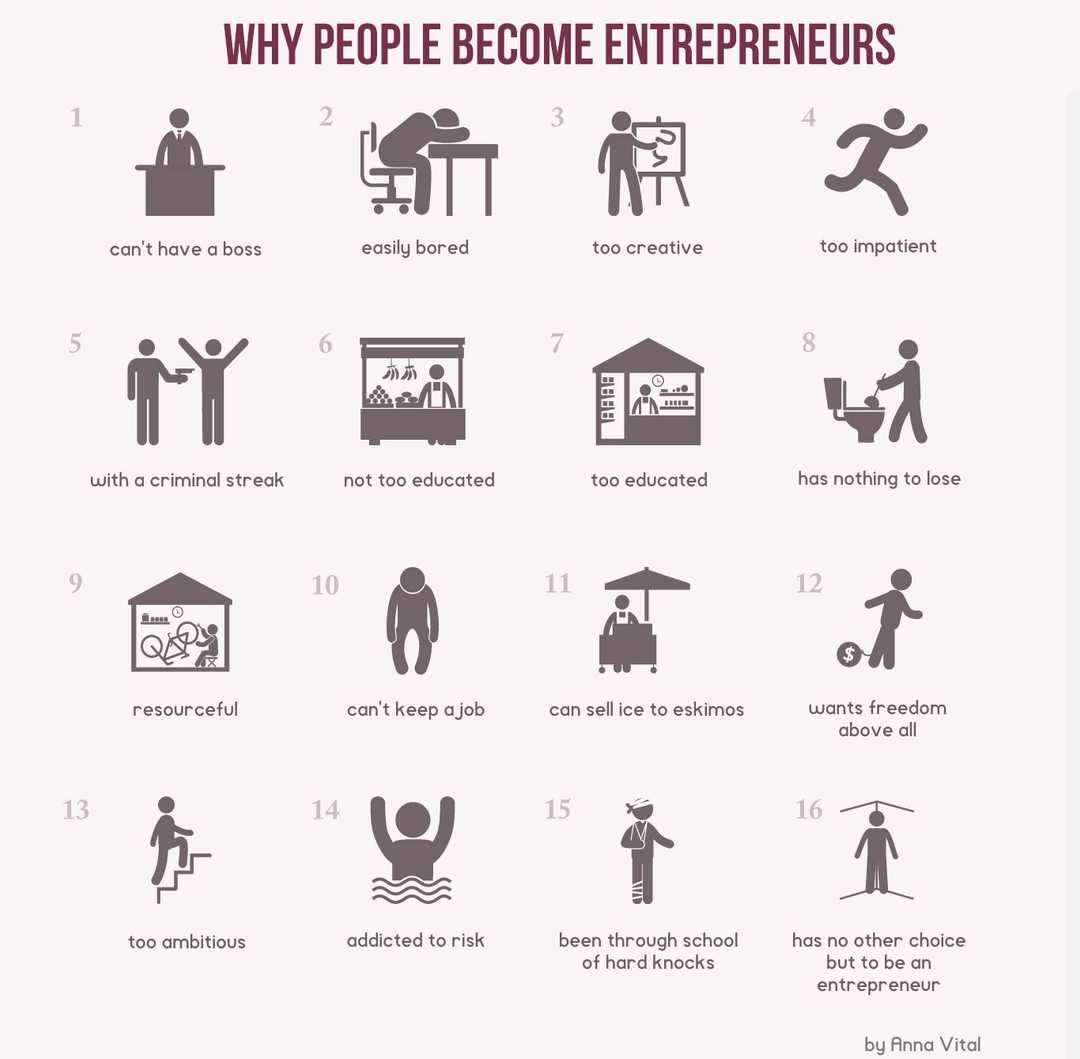 WHY PEOPLE BECOME ENTREPRENEURS
1
can't have a boss
2
easily bored
3
too creative
4
too impatient
5
with a criminal streak
6
not too educated
7
too educated
8
has nothing to lose
9
resourceful
10
can't keep a job
11
can sell ice to eskimos
12
$
wants freedom
above all
13
too ambitious
14
addicted to risk
15
been through school
of hard knocks
16
has no other choice
but to be an
entrepreneur
by Anna Vital